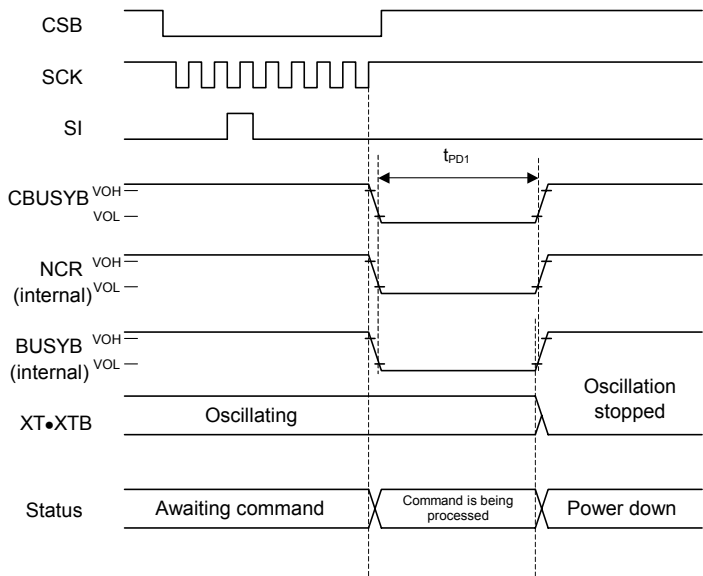 CSB
SCK
SI
tPD1
CBUSYB VOH
VOL
NCR VOH
(internal) VOL
BUSYB VOH
(internal) VOL
XT●XTB
Oscillating
Oscillation
stopped
Status
Awaiting command
Command is being
processed
Power down